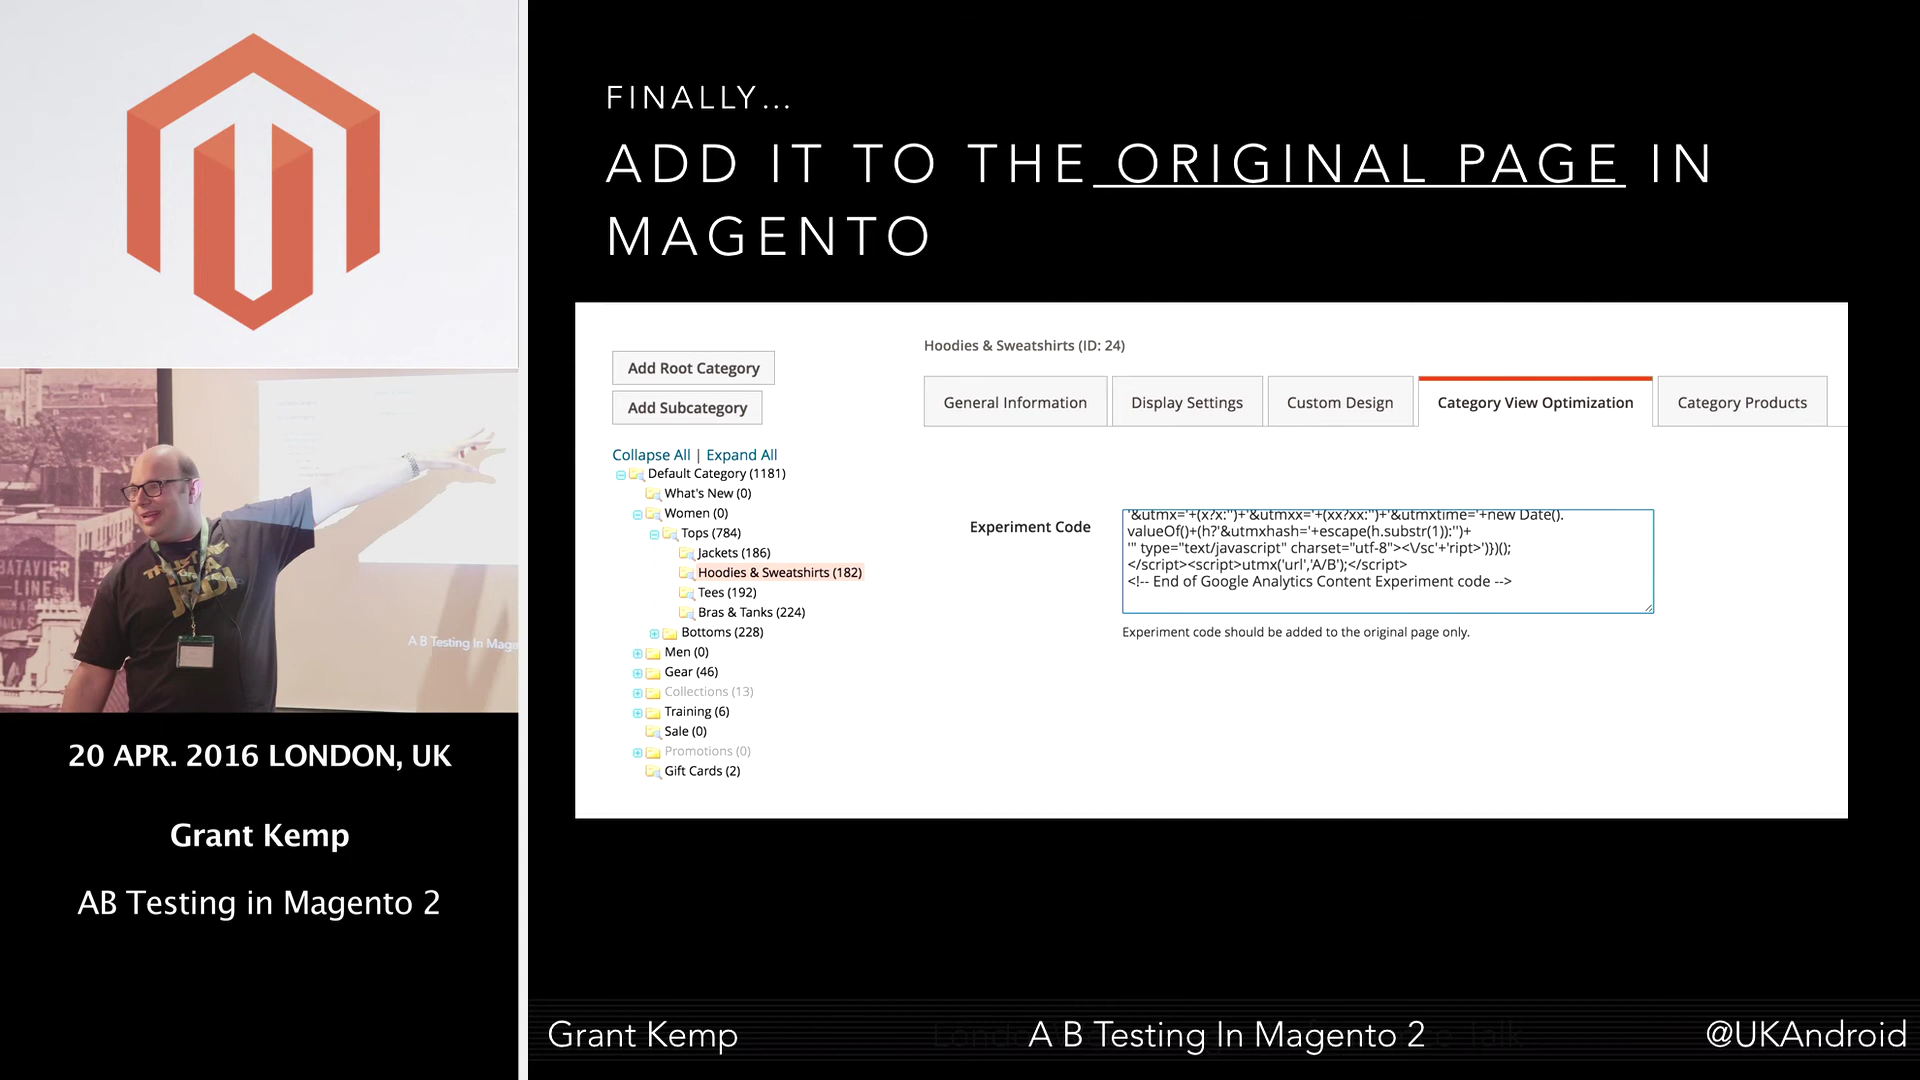 FINALLY...
ADD IT TO THE ORIGINAL PAGE IN
MAGENTO
Hoodies & Sweatshirts (ID: 24)
Add Root Category
Add Subcategory
General Information
Display Settings
Custom Design
Category View Optimization
Category Products
Collapse All | Expand All
Default Category (1181)
What's New (0)
Women (0)
Tops (784)
Jackets (186)
Hoodies & Sweatshirts (182)
Tees (192)
Bras & Tanks (224)
Bottoms (228)
Men (0)
Gear (46)
Collections (13)
Training (6)
Sale (0)
Promotions (0)
Gift Cards (2)
Experiment Code
'&utmx='+(x?x:'')+'&utmxx='+(xx?xx:'')+'&utmxtime='+new Date().
valueOf()+(h?'&utmxhash='+escape(h.substr(1)):'')+
'" type="text/javascript" charset="utf-8"><\/sc'+'ript>')})();
</script><script>utmx('url','A/B');</script>
<!-- End of Google Analytics Content Experiment code -->
Experiment code should be added to the original page only.
BATAVIER
LINE
A B Testing In Mage
20 APR. 2016 LONDON, UK
Grant Kemp
AB Testing in Magento 2
Grant Kemp
A B Testing In Magento 2
@UKAndroid